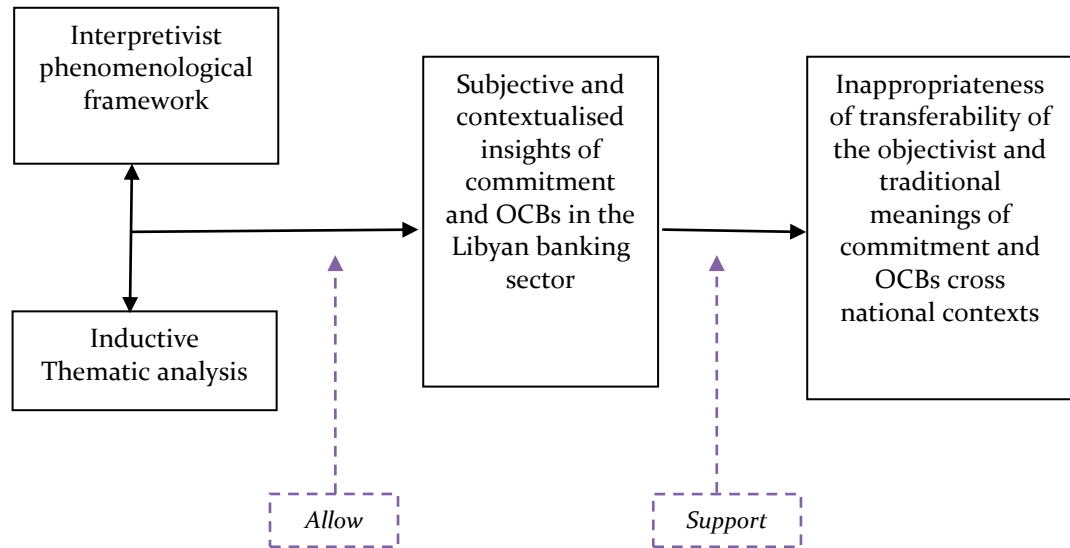 Interpretivist
phenomenological
framework
Inductive
Thematic analysis
Subjective and
contextualised
insights of
commitment
and OCBs in the
Libyan banking
sector
Inappropriateness
of transferability of
the objectivist and
traditional
meanings of
commitment and
OCBs cross
national contexts
Allow
Support